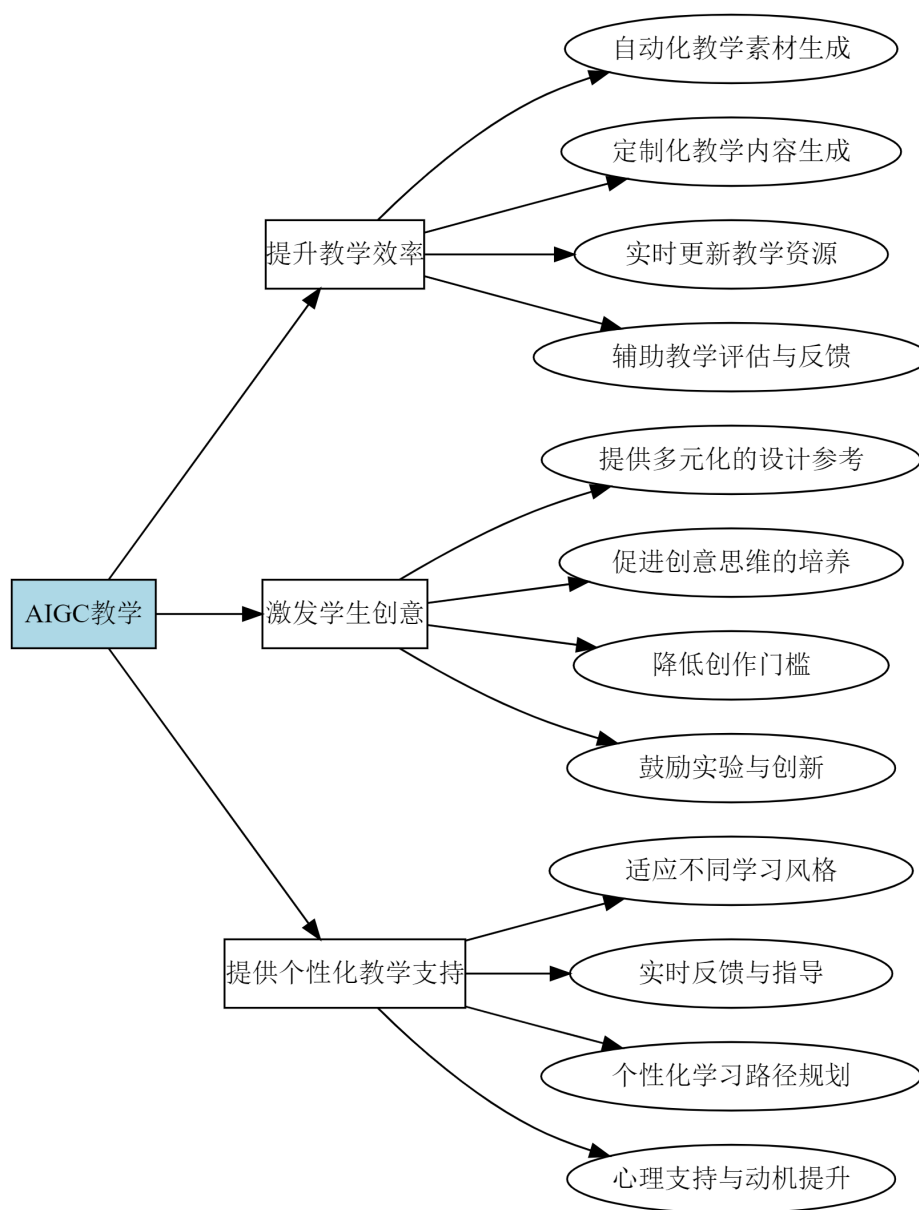 AIGC教学
提升教学效率
自动化教学素材生成
定制化教学内容生成
实时更新教学资源
辅助教学评估与反馈
激发学生创意
提供多元化的设计参考
促进创意思维的培养
降低创作门槛
鼓励实验与创新
提供个性化教学支持
适应不同学习风格
实时反馈与指导
个性化学习路径规划
心理支持与动机提升